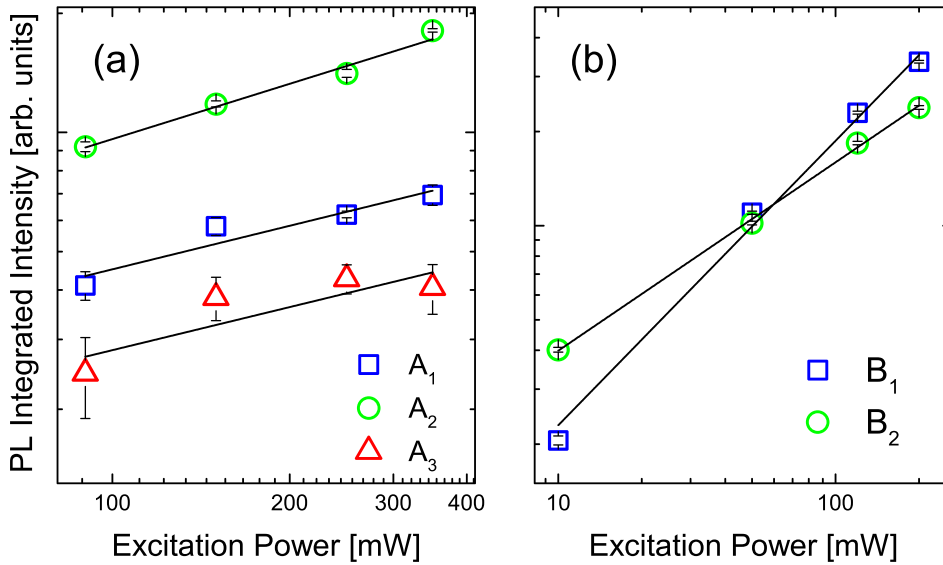 PL Integrated Intensity [arb. units]
(a)
A₁
A₂
A₃
100 200 300 400
Excitation Power [mW]
(b)
B₁
B₂
10 100
Excitation Power [mW]